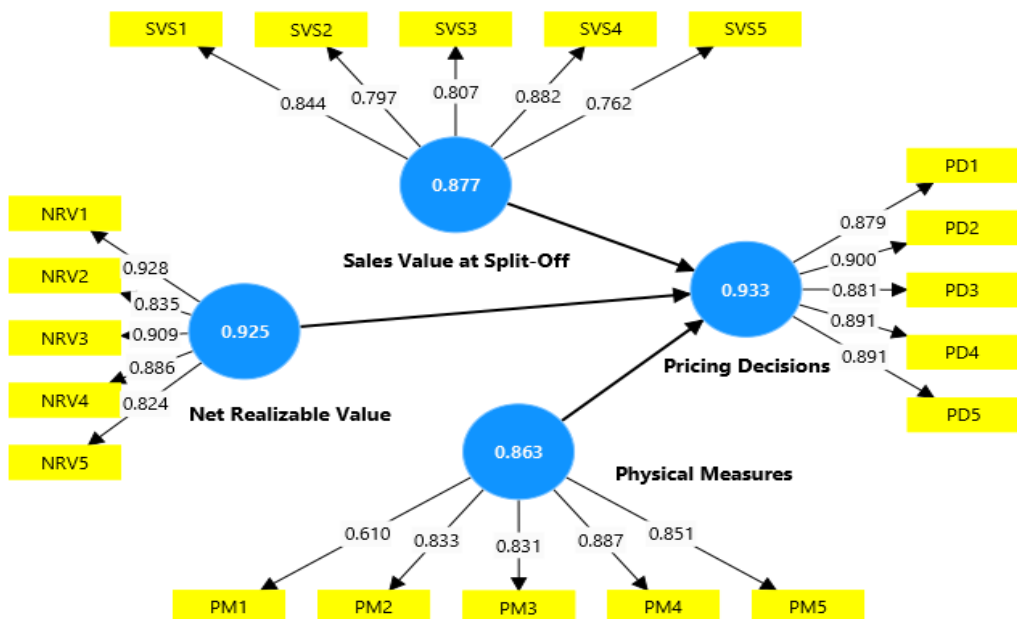 SVS1 SVS2 SVS3 SVS4 SVS5
0.844 0.797 0.807 0.882 0.762
0.877
Sales Value at Split-Off
NRV1
NRV2
NRV3
NRV4
NRV5
0.928
0.835
0.909
0.886
0.824
0.925
Net Realizable Value
PD1
PD2
PD3
PD4
PD5
0.879
0.900
0.881
0.891
0.891
0.933
Pricing Decisions
0.863
Physical Measures
0.610 0.833 0.831 0.887 0.851
PM1 PM2 PM3 PM4 PM5